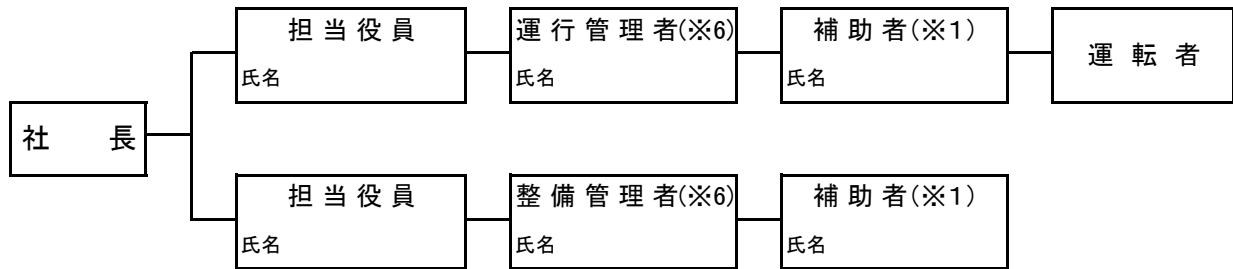 担当役員
氏名
運行管理者(※6)
氏名
補助者(※1)
氏名
運転者
社　長
担当役員
氏名
整備管理者(※6)
氏名
補助者(※1)
氏名